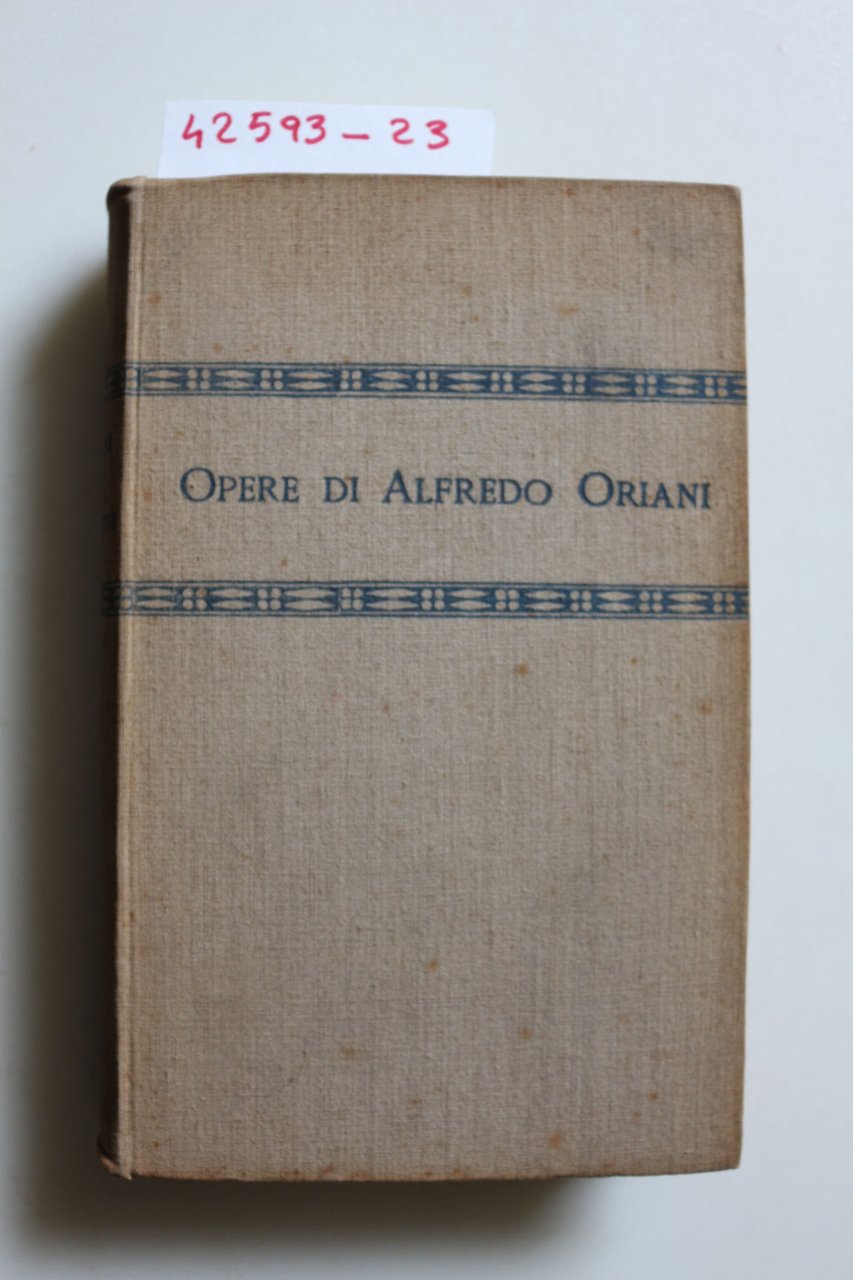 42593-23
OPERE DI ALFREDO ORIANI